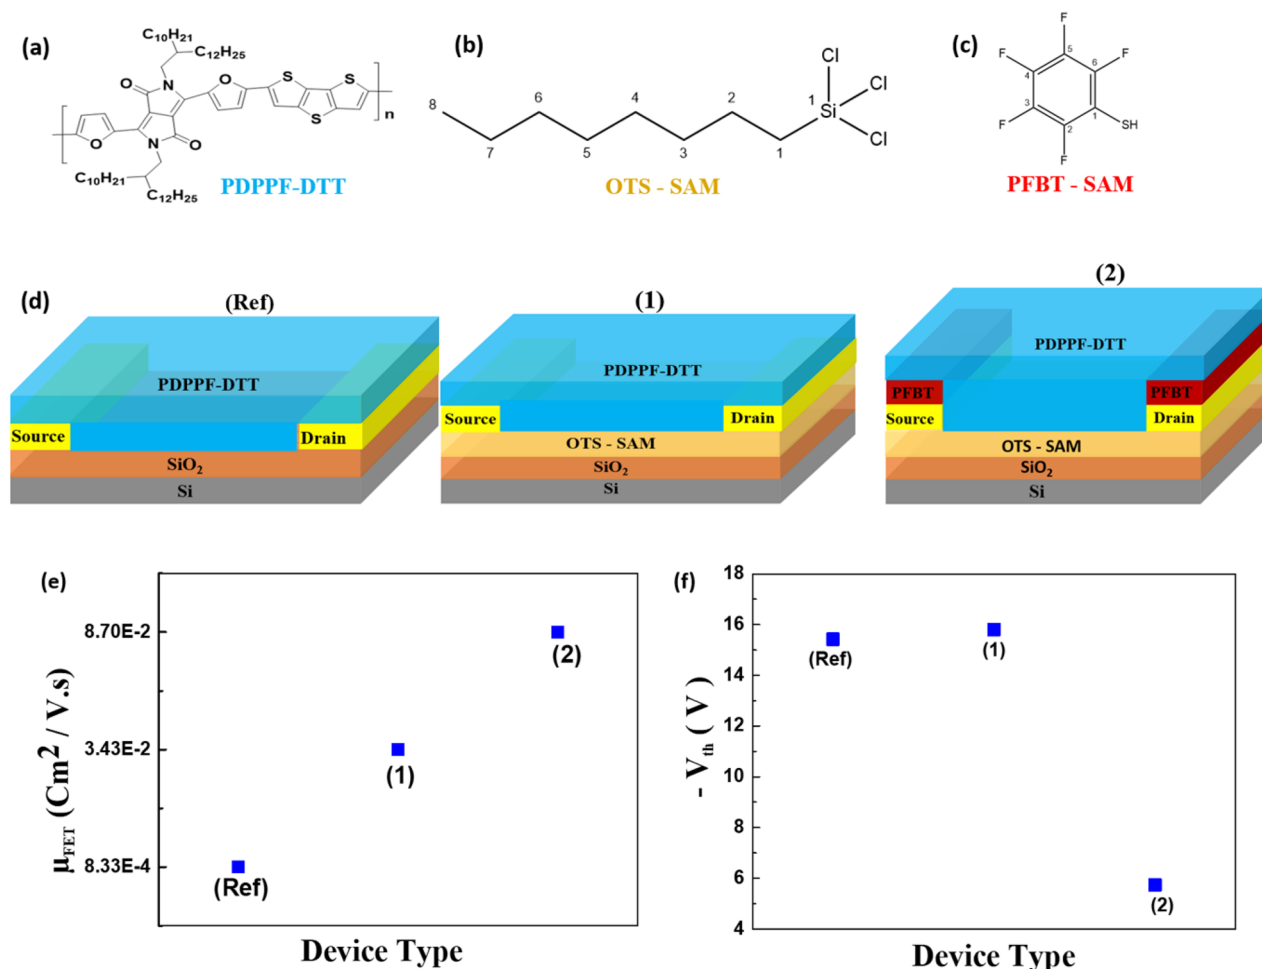 (a)
C₁₀H₂₁
C₁₂H₂₅
O
N
O
S
S
S
n
O
N
O
C₁₀H₂₁
C₁₂H₂₅
PDPPF-DTT
(b)
Cl
Cl
1 Si
Cl
8
6
4
2
7
5
3
1
OTS - SAM
(c)
F
F
F
5
6
4
3
2
1
F
F
SH
PFBT - SAM
(d)
(Ref)
PDPPF-DTT
Source
Drain
SiO₂
Si
(1)
PDPPF-DTT
Source
Drain
OTS - SAM
SiO₂
Si
(2)
PDPPF-DTT
PFBT
PFBT
Source
Drain
OTS - SAM
SiO₂
Si
(e)
μFET (Cm² / V.s)
8.70E-2
3.43E-2
8.33E-4
(Ref)
(1)
(2)
Device Type
(f)
- Vth ( V )
18
16
14
12
10
8
6
4
(Ref)
(1)
(2)
Device Type